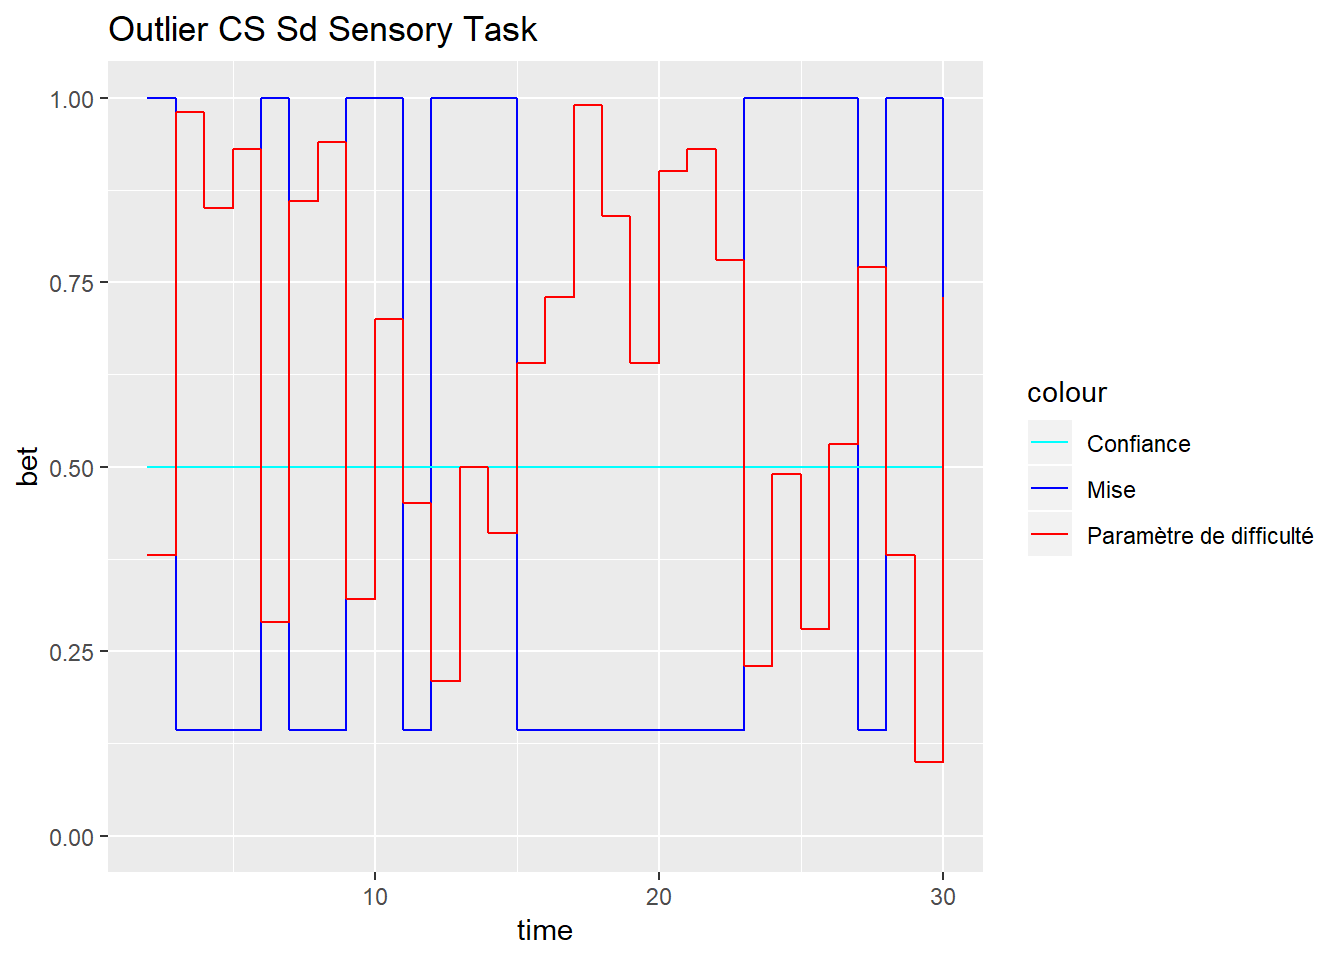 Outlier CS Sd Sensory Task
1.00
0.75
0.50
0.25
0.00
bet
10
20
30
time
colour
Confiance
Mise
Paramètre de difficulté